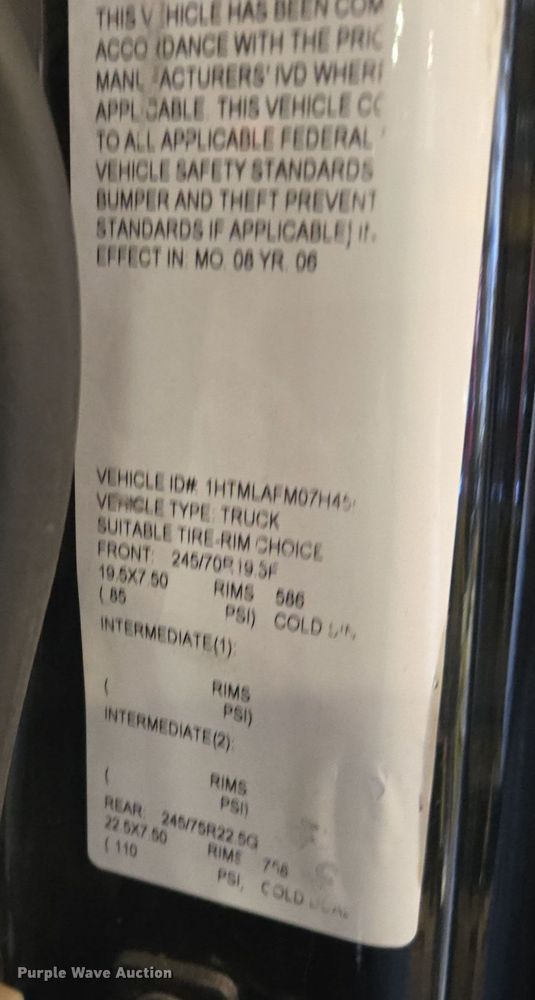 THIS V HICLE HAS BEEN COM
ACCO DANCE WITH THE PRIC
MANU ACTURERS' IVD WHERE
APPL CABLE. THIS VEHICLE CO
TO ALL APPLICABLE FEDERAL
VEHICLE SAFETY STANDARDS
BUMPER AND THEFT PREVENT
STANDARDS IF APPLICABLE]
EFFECT IN: MO. 08 YR. 06
VEHICLE ID#: 1HTMLAFM07H45
VEHICLE TYPE: TRUCK
SUITABLE TIRE-RIM CHOICE
FRONT: 245/70R19.5F
19.5X7.50 RIMS 586
( 85 PSI) COLD
INTERMEDIATE(1):
( RIMS
PSI)
INTERMEDIATE(2):
( RIMS
PSI)
REAR: 245/75R22.5G
22.5X7.50 RIMS
( 110 PSI, COLD
Purple Wave Auction